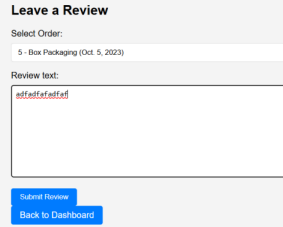 Leave a Review
Select Order:
5 - Box Packaging (Oct. 5, 2023)
Review text:
adfadfafadfaf
Submit Review
Back to Dashboard